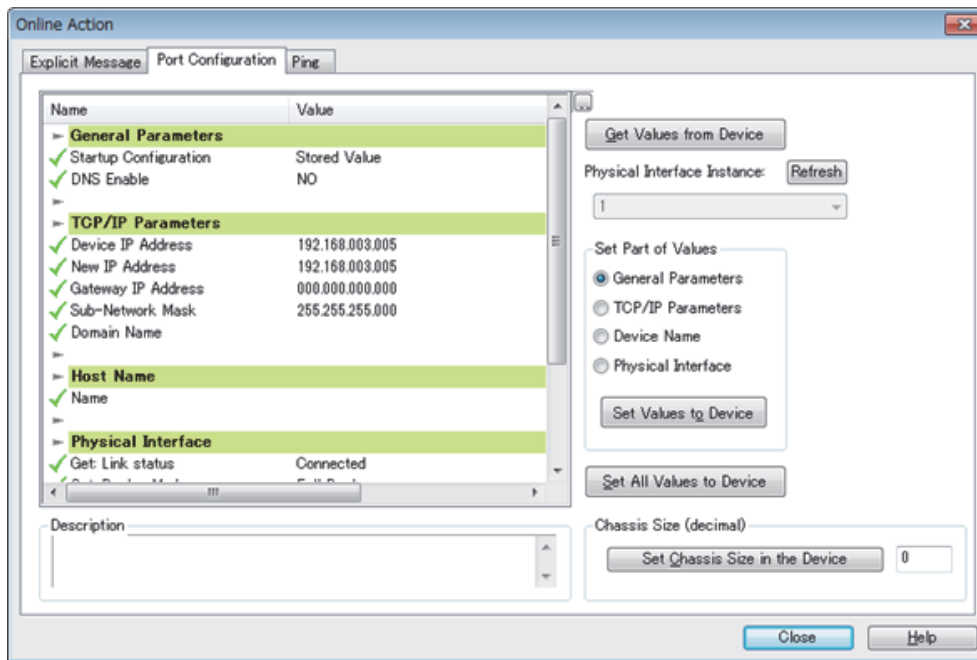 Online Action
Explicit Message Port Configuration Ping
Name Value
General Parameters
Startup Configuration Stored Value
DNS Enable NO
TCP/IP Parameters
Device IP Address 192.168.003.005
New IP Address 192.168.003.005
Gateway IP Address 000.000.000.000
Sub-Network Mask 255.255.255.000
Domain Name
Host Name
Name
Physical Interface
Get: Link status Connected
...
Get Values from Device
Physical Interface Instance: Refresh
1
Set Part of Values
General Parameters
TCP/IP Parameters
Device Name
Physical Interface
Set Values to Device
Set All Values to Device
Description
Chassis Size (decimal)
Set Chassis Size in the Device 0
Close Help